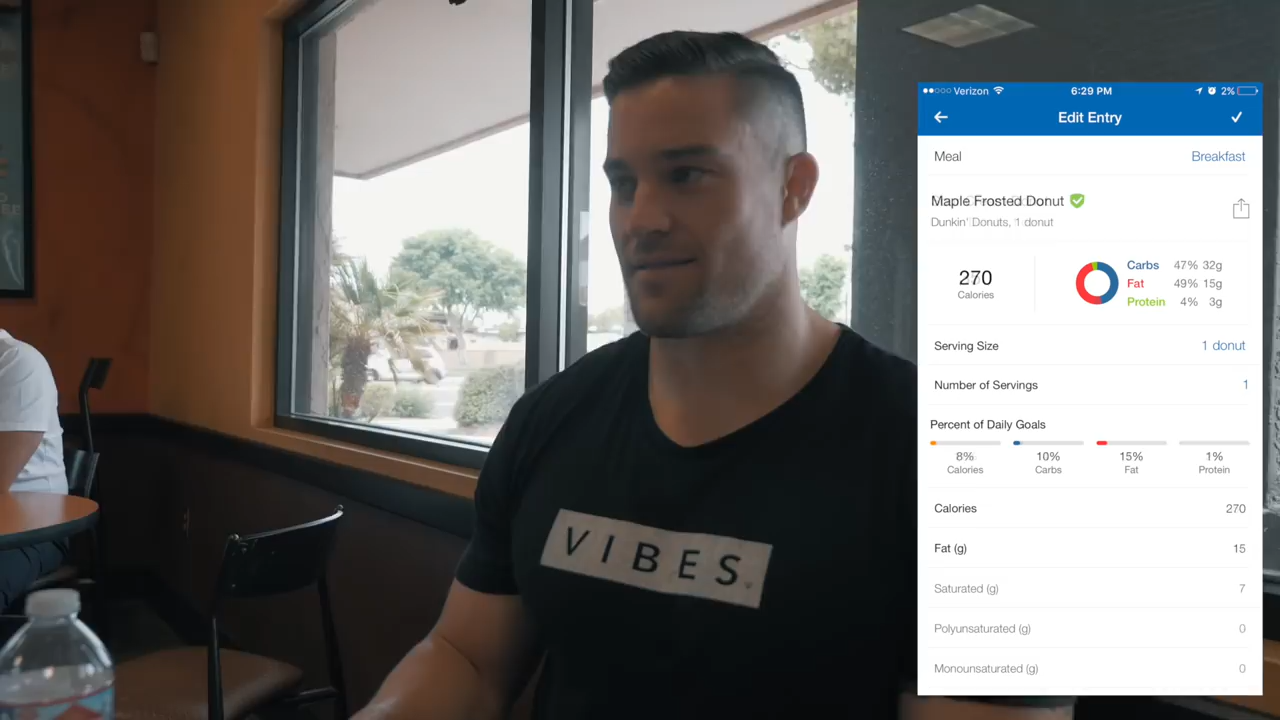 VIBES.
Verizon 6:29 PM 2%
Edit Entry
Meal Breakfast
Maple Frosted Donut
Dunkin' Donuts, 1 donut
270
Calories
Carbs 47% 32g
Fat 49% 15g
Protein 4% 3g
Serving Size 1 donut
Number of Servings 1
Percent of Daily Goals
8% 10% 15% 1%
Calories Carbs Fat Protein
Calories 270
Fat (g) 15
Saturated (g) 7
Polyunsaturated (g) 0
Monounsaturated (g) 0